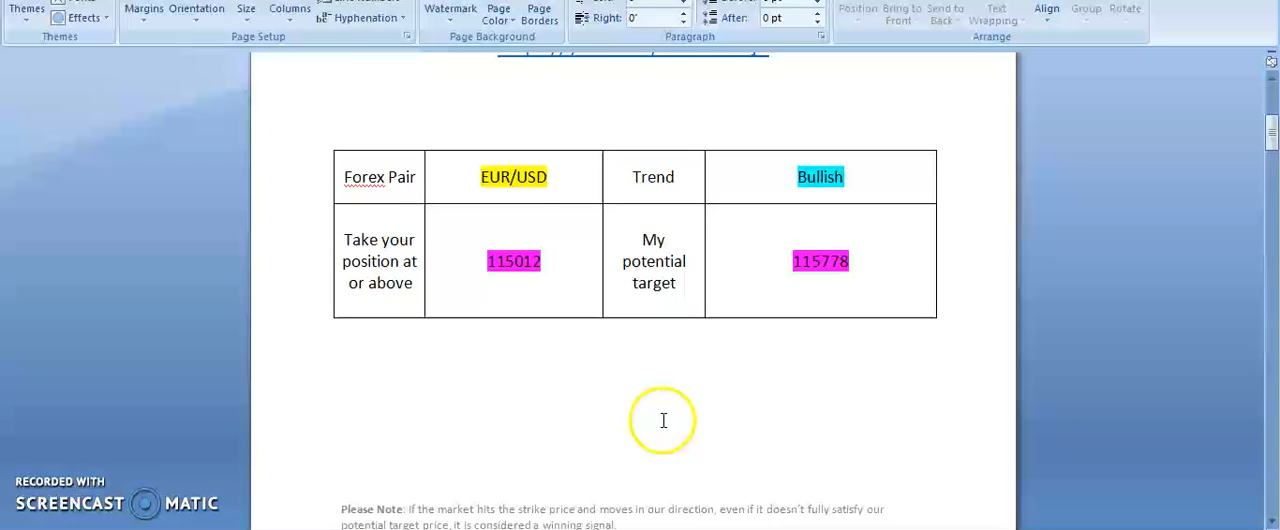 Themes Margins Orientation Size Columns Watermark Page Page Right: 0" After: 0 pt Position Bring to Send to Text Align Group Rotate
Effects Hyphenation Color Borders Front Back Wrapping
Themes Page Setup Page Background Paragraph Arrange
Forex Pair EUR/USD Trend Bullish
Take your
position at
or above
115012
My
potential
target
115778
Please Note: If the market hits the strike price and moves in our direction, even if it doesn't fully satisfy our
potential target price, it is considered a winning signal.
RECORDED WITH
SCREENCAST MATIC